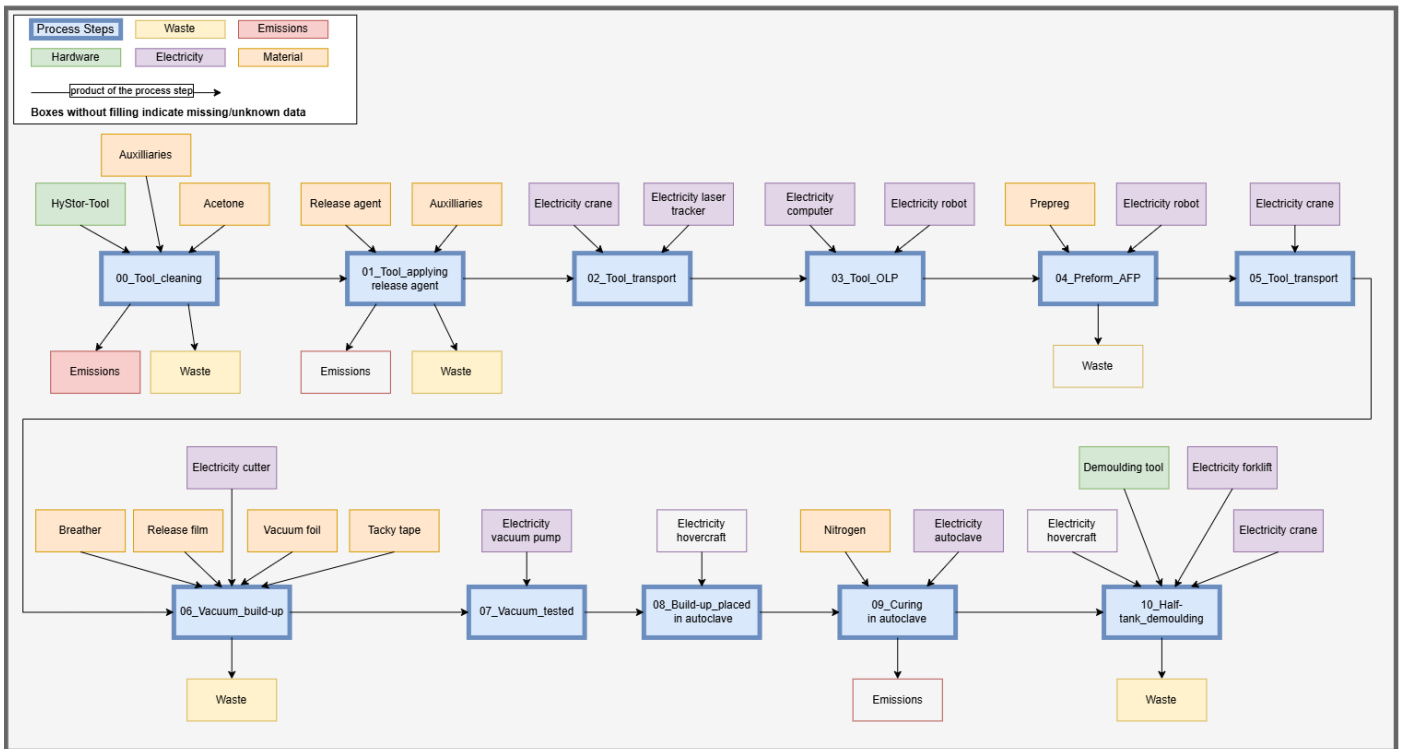 Process Steps
Waste
Emissions
Hardware
Electricity
Material
product of the process step
Boxes without filling indicate missing/unknown data
Auxilliaries
HyStor-Tool
Acetone
Release agent
Auxilliaries
Electricity crane
Electricity laser
tracker
Electricity
computer
Electricity robot
Prepreg
Electricity robot
Electricity crane
00_Tool_cleaning
01_Tool_applying
release agent
02_Tool_transport
03_Tool_OLP
04_Preform_AFP
05_Tool_transport
Emissions
Waste
Emissions
Waste
Waste
Electricity cutter
Demoulding tool
Electricity forklift
Breather
Release film
Vacuum foil
Tacky tape
Electricity
vacuum pump
Electricity
hovercraft
Nitrogen
Electricity
autoclave
Electricity
hovercraft
Electricity crane
06_Vacuum_build-up
07_Vacuum_tested
08_Build-up_placed
in autoclave
09_Curing
in autoclave
10_Half-
tank_demoulding
Waste
Emissions
Waste